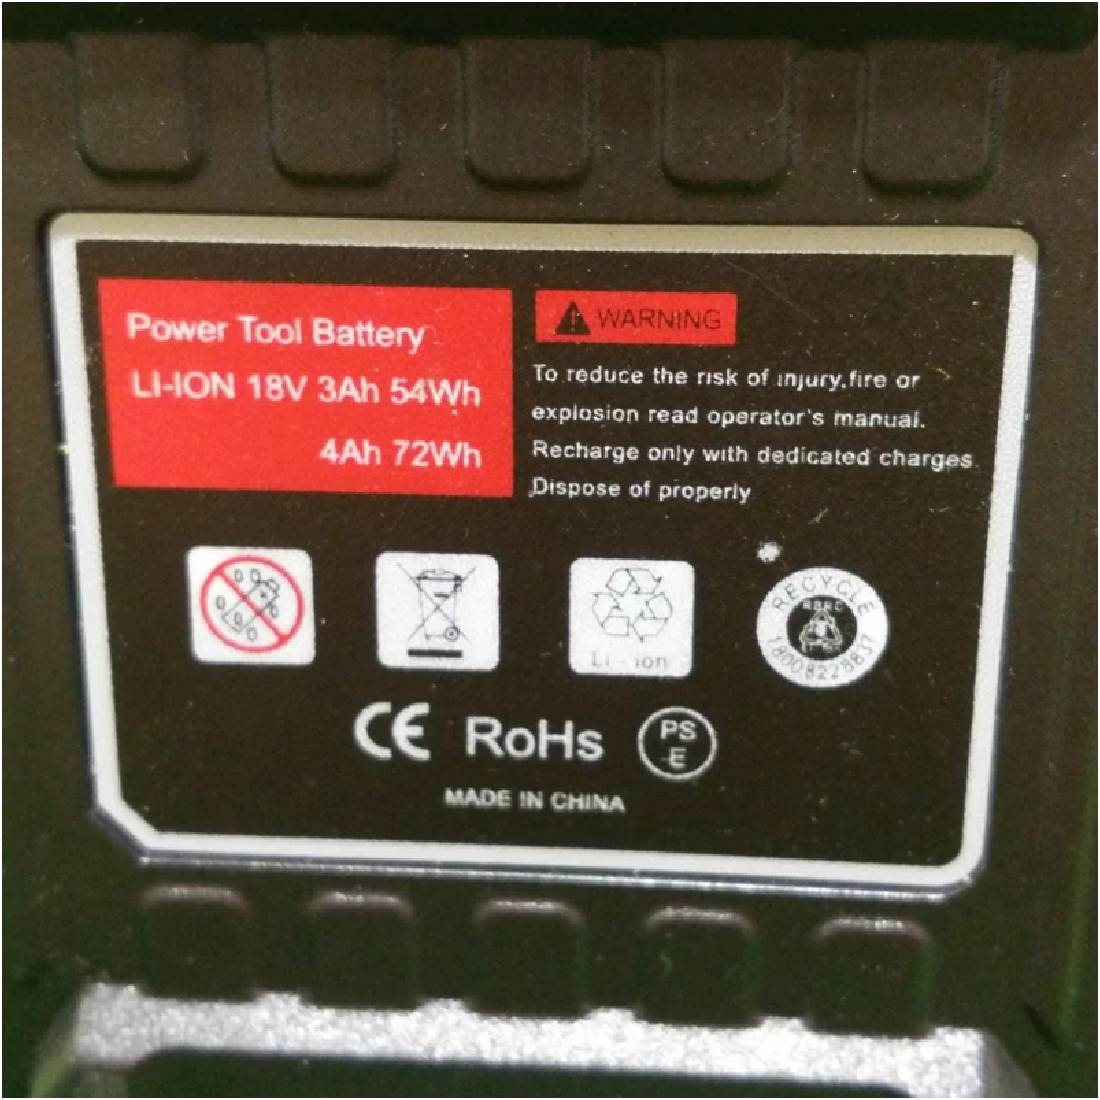 Power Tool Battery
LI-ION 18V 3Ah 54Wh
4Ah 72Wh
WARNING
To reduce the risk of injury,fire or
explosion read operator's manual.
Recharge only with dedicated charges.
Dispose of properly
Li-ion
RECYCLE
RBRC
18008228837
CE RoHs PS E
MADE IN CHINA